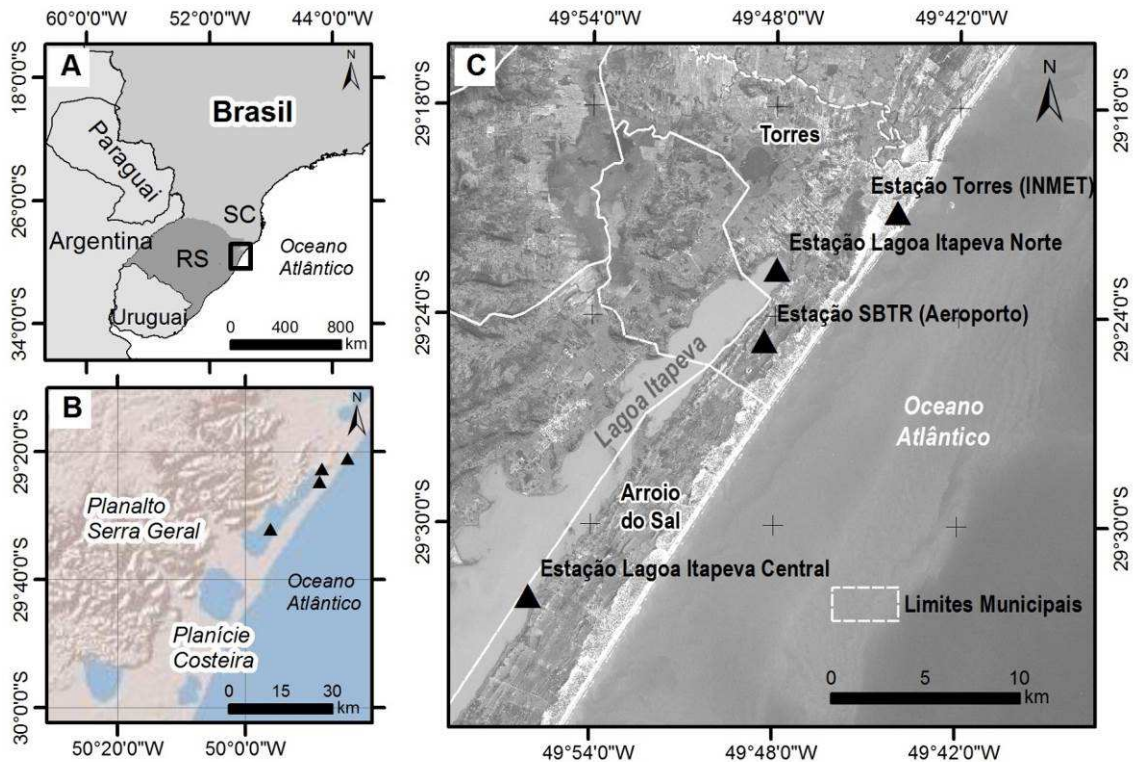 60°0'0"W
52°0'0"W
44°0'0"W
A
N
18°0'0"S
26°0'0"S
34°0'0"S
Brasil
Paraguai
SC
Argentina
RS
Oceano
Atlântico
Uruguai
0
400
800
km
B
N
29°20'0"S
29°40'0"S
30°0'0"S
Planalto
Serra Geral
Oceano
Atlântico
Planície
Costeira
0
15
30
km
50°20'0"W
50°0'0"W
49°54'0"W
49°48'0"W
49°42'0"W
C
N
29°18'0"S
29°18'0"S
Torres
Estação Torres (INMET)
Estação Lagoa Itapeva Norte
29°24'0"S
29°24'0"S
Estação SBTR (Aeroporto)
Lagoa Itapeva
Oceano
Atlântico
Arroio
do Sal
29°30'0"S
29°30'0"S
Estação Lagoa Itapeva Central
Limites Municipais
0
5
10
km
49°54'0"W
49°48'0"W
49°42'0"W